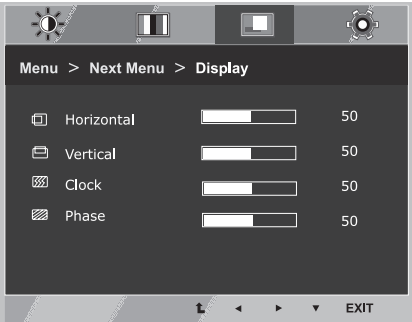 Menu > Next Menu > Display
Horizontal 50
Vertical 50
Clock 50
Phase 50
EXIT